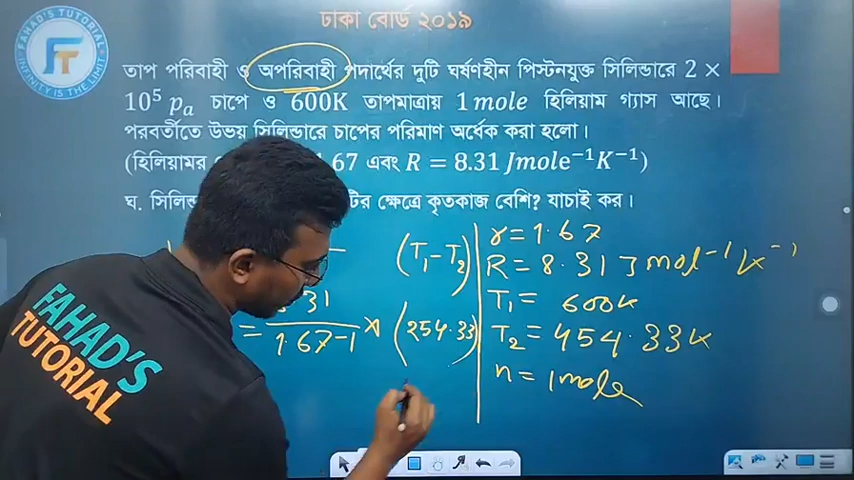 ঢাকা বোর্ড ২০১৯
FAHAD'S TUTORIAL
FT
INFINITY IS THE LIMIT
তাপ পরিবাহী ও অপরিবাহী পদার্থের দুটি ঘর্ষণহীন পিস্টনযুক্ত সিলিন্ডারে 2 ×
10⁵ pₐ চাপে ও 600K তাপমাত্রায় 1mole হিলিয়াম গ্যাস আছে।
পরবর্তীতে উভয় সিলিন্ডারে চাপের পরিমাণ অর্ধেক করা হলো।
(হিলিয়ামর .67 এবং R = 8.31 Jmole⁻¹K⁻¹)
ঘ. সিলিন্ টির ক্ষেত্রে কৃতকাজ বেশি? যাচাই কর।
(T₁ - T₂)
31
= 1.67-1 × (254.33)
γ = 1.67
R = 8.31 J mol⁻¹ K⁻¹
T₁ = 600K
T₂ = 454.33K
n = 1mole
FAHAD'S
TUTORIAL